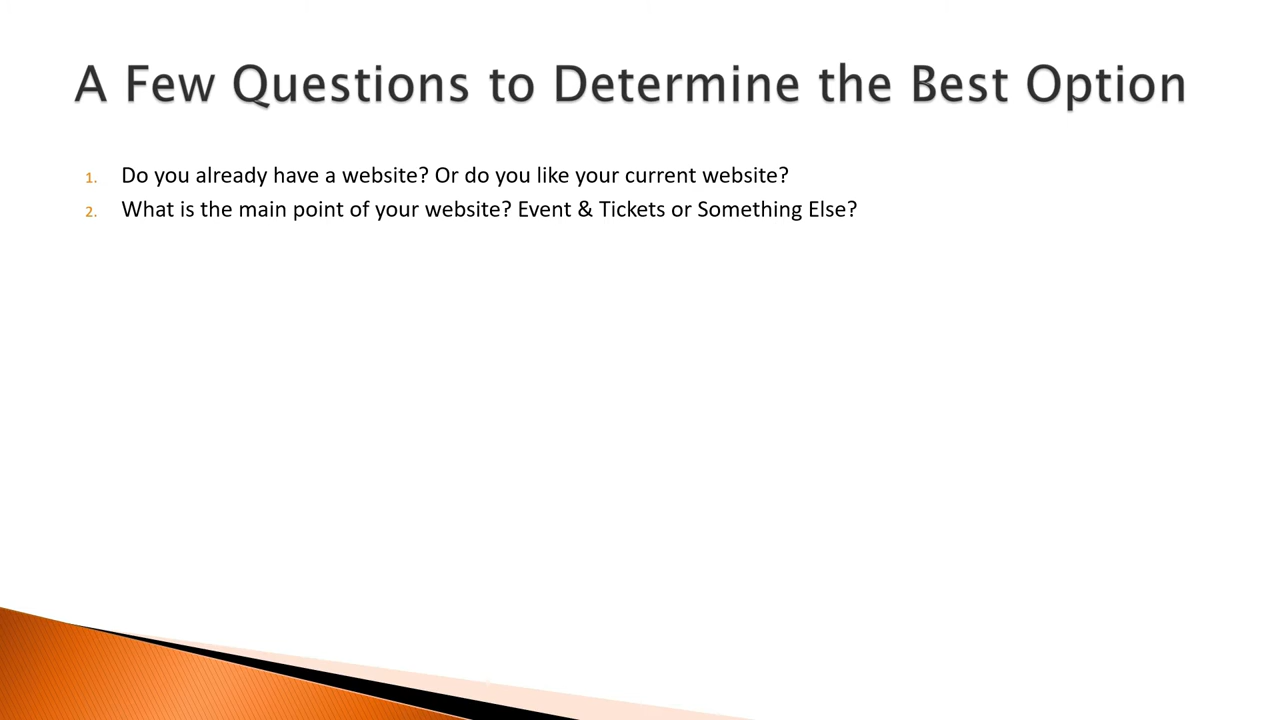 A Few Questions to Determine the Best Option
1. Do you already have a website? Or do you like your current website?
2. What is the main point of your website? Event & Tickets or Something Else?